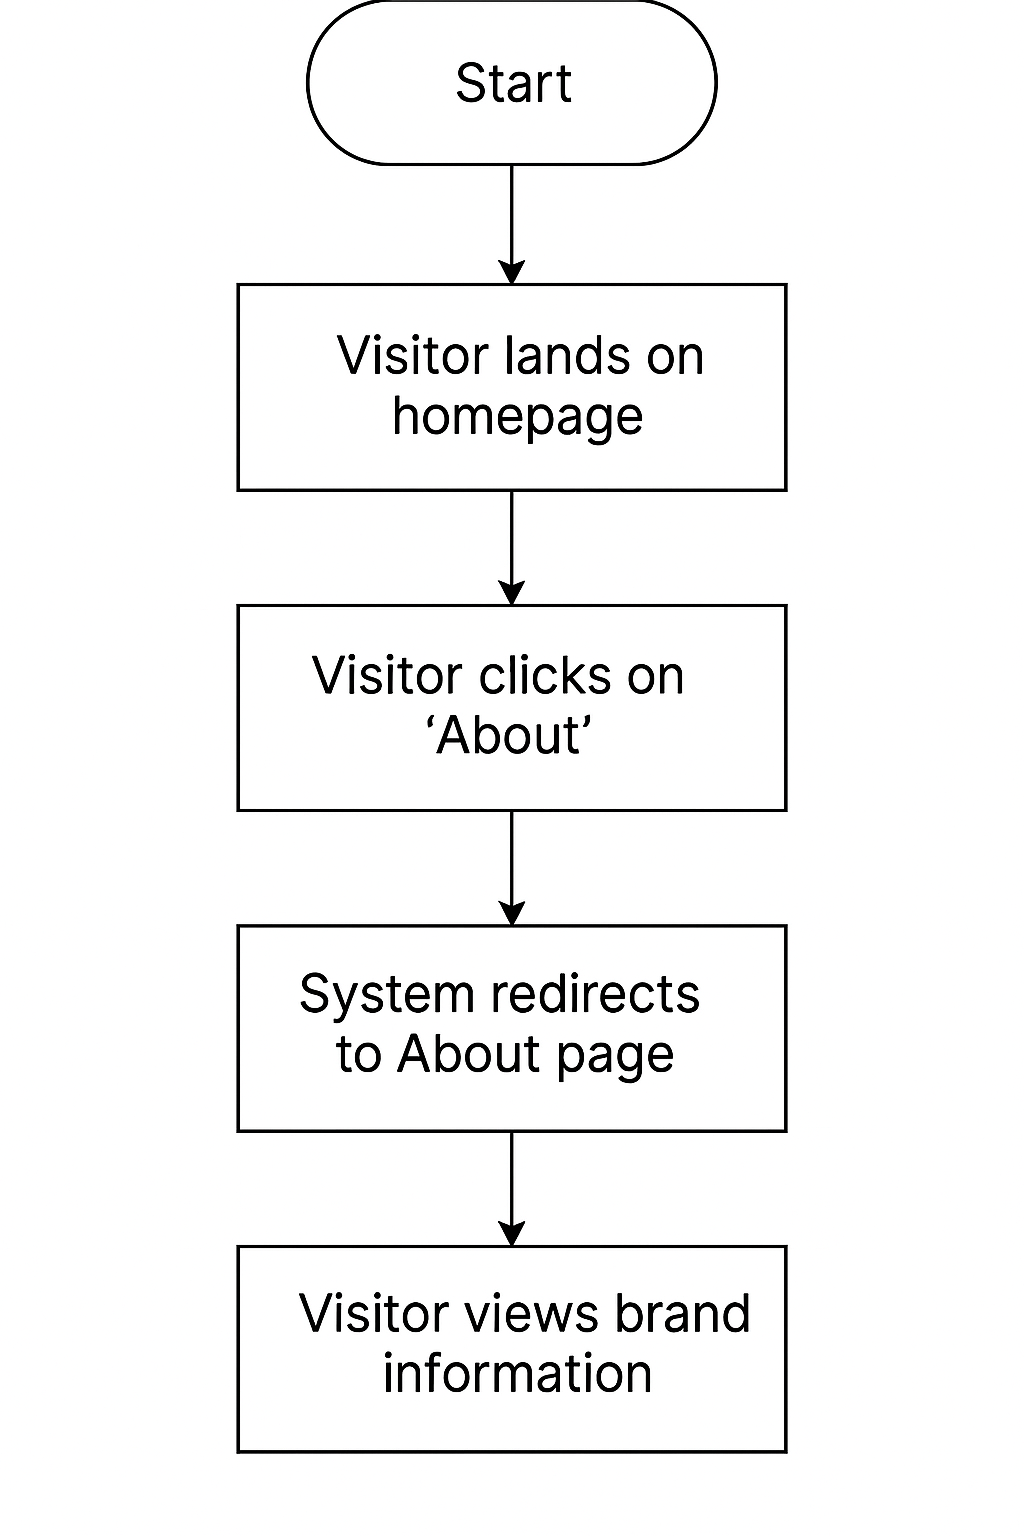 Start
Visitor lands on
homepage
Visitor clicks on
‘About’
System redirects
to About page
Visitor views brand
information